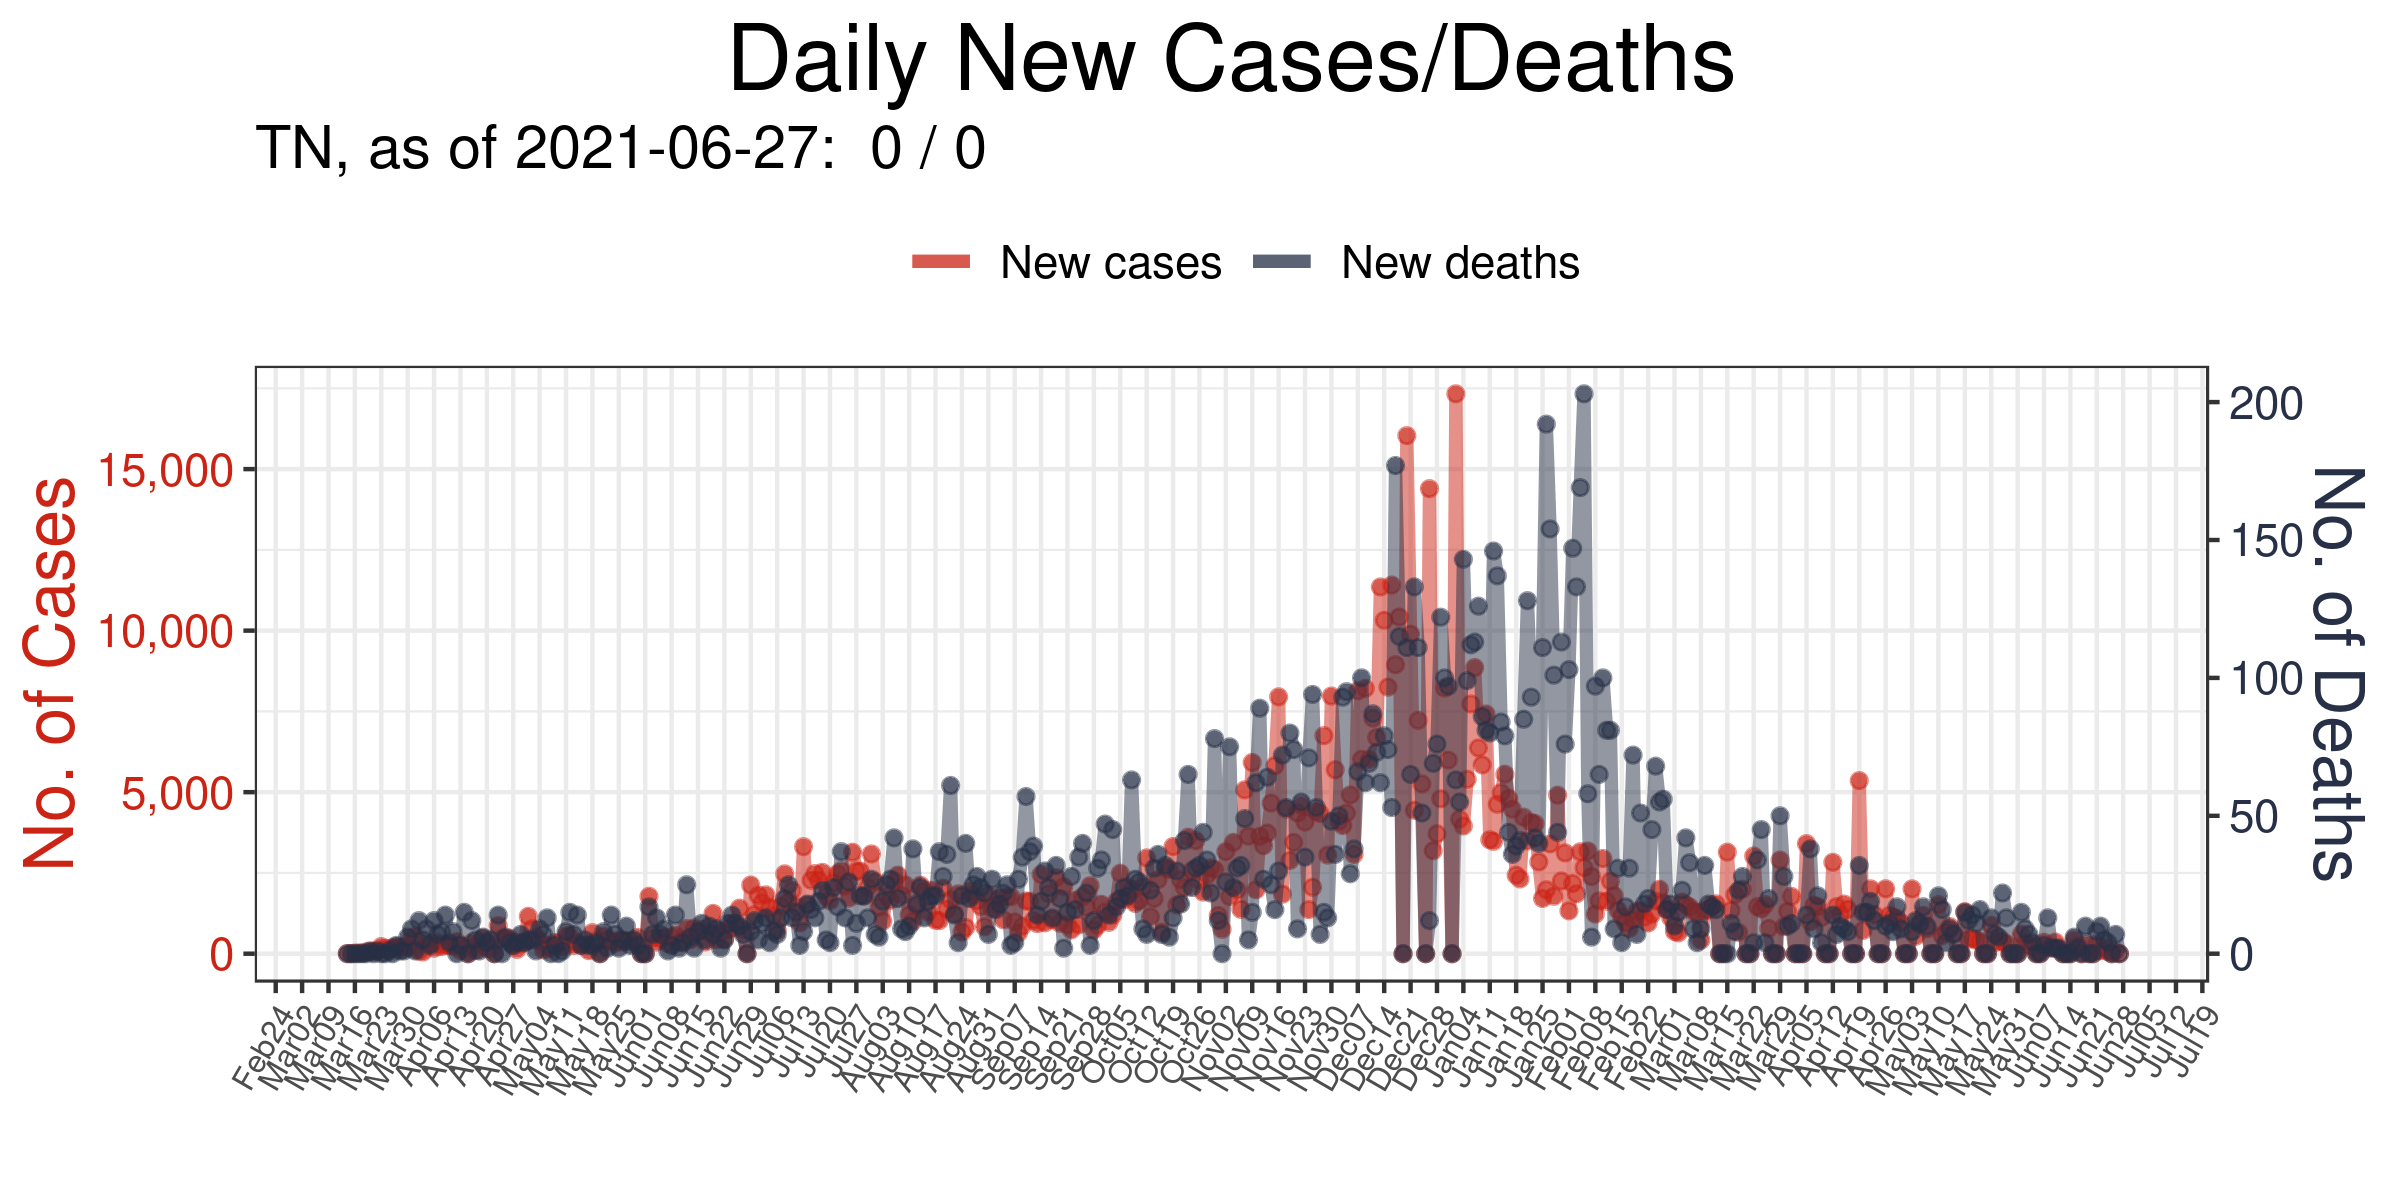 Daily New Cases/Deaths
TN, as of 2021-06-27: 0 / 0
New cases
New deaths
No. of Cases
15,000
10,000
5,000
0
200
150
100
50
0
No. of Deaths
Feb24
Mar02
Mar09
Mar16
Mar23
Mar30
Apr06
Apr13
Apr20
Apr27
May04
May11
May18
May25
Jun01
Jun08
Jun15
Jun22
Jun29
Jul06
Jul13
Jul20
Jul27
Aug03
Aug10
Aug17
Aug24
Aug31
Sep07
Sep14
Sep21
Sep28
Oct05
Oct12
Oct19
Oct26
Nov02
Nov09
Nov16
Nov23
Nov30
Dec07
Dec14
Dec21
Dec28
Jan04
Jan11
Jan18
Jan25
Feb01
Feb08
Feb15
Feb22
Mar01
Mar08
Mar15
Mar22
Mar29
Apr05
Apr12
Apr19
Apr26
May03
May10
May17
May24
May31
Jun07
Jun14
Jun21
Jun28
Jul05
Jul12
Jul19